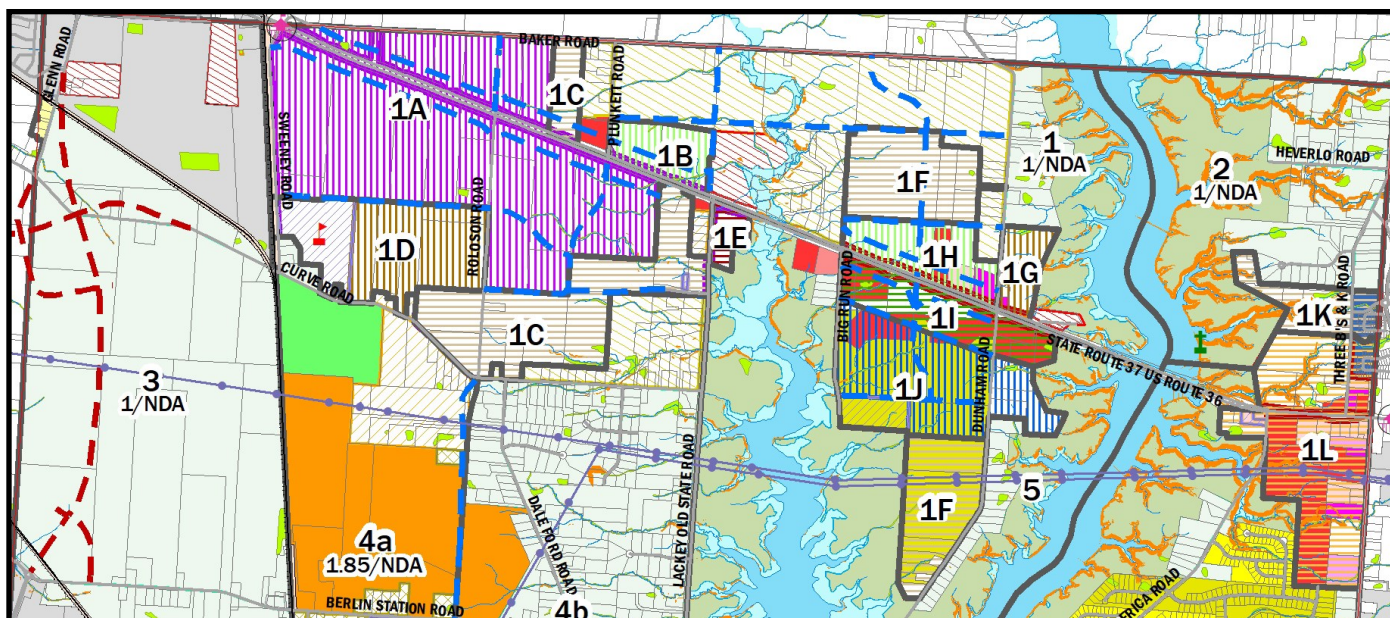 GLENN ROAD
BAKER ROAD
PLUNKETT ROAD
1C
1A
SWEENEY ROAD
1B
1
1/NDA
2
1/NDA
HEVERLO ROAD
1F
1D
ROLOSON ROAD
1E
1H
1G
CURVE ROAD
BIG RUN ROAD
1I
1K
THREE B'S & K ROAD
1C
STATE ROUTE 37 US ROUTE 36
3
1/NDA
1J
DUNHAM ROAD
1L
LACKEY OLD STATE ROAD
5
1F
DALE FORD ROAD
4a
1.85/NDA
BERLIN STATION ROAD
4b
ERICA ROAD